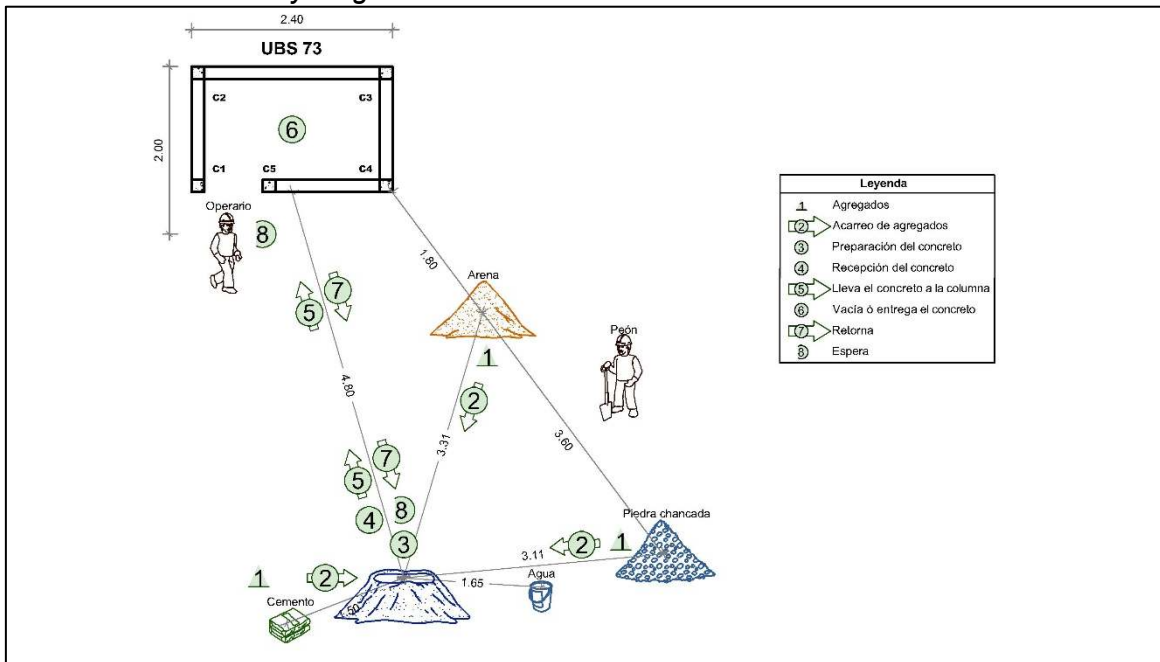 2.40
UBS 73
2.00
C2
C3
6
C1
C5
C4
Operario
8
1.80
7
5
Arena
Peón
1
4.80
2
3.31
3.60
7
5
8
4
3
Piedra chancada
1
2
3.11
1
2
Cemento
.50
1.65
Agua
Leyenda
1 Agregados
2 Acarreo de agregados
3 Preparación del concreto
4 Recepción del concreto
5 Lleva el concreto a la columna
6 Vacía ò entrega el concreto
7 Retorna
8 Espera